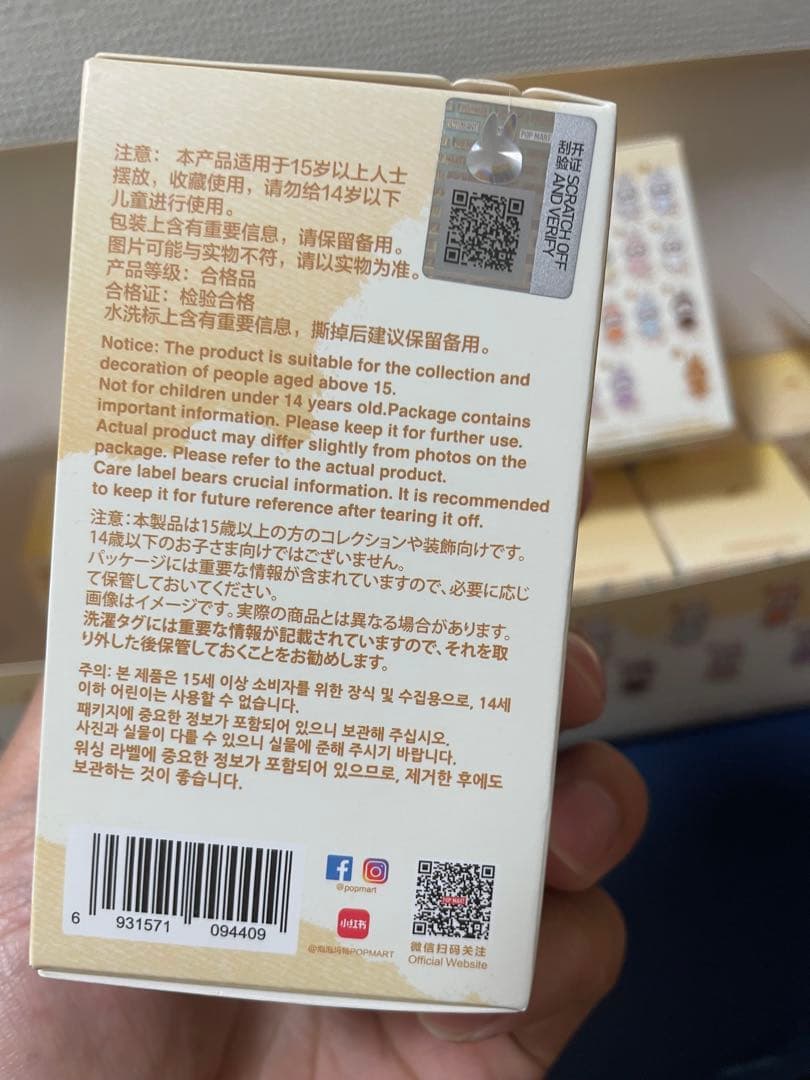 注意： 本产品适用于15岁以上人士
摆放，收藏使用，请勿给14岁以下
儿童进行使用。
包装上含有重要信息，请保留备用。
图片可能与实物不符，请以实物为准。
产品等级：合格品
合格证：检验合格
水洗标上含有重要信息，撕掉后建议保留备用。
POP MART
刮开
验证
SCRATCH OFF
AND VERIFY
Notice: The product is suitable for the collection and
decoration of people aged above 15.
Not for children under 14 years old.Package contains
important information. Please keep it for further use.
Actual product may differ slightly from photos on the
package. Please refer to the actual product.
Care label bears crucial information. It is recommended
to keep it for future reference after tearing it off.
注意：本製品は15歳以上の方のコレクションや装飾向けです。
14歳以下のお子さま向けではございません。
パッケージには重要な情報が含まれていますので、必要に応じ
て保管しておいてください。
画像はイメージです。実際の商品とは異なる場合があります。
洗濯タグには重要な情報が記載されていますので、それを取
り外した後保管しておくことをお勧めします。
주의: 본 제품은 15세 이상 소비자를 위한 장식 및 수집용으로, 14세
이하 어린이는 사용할 수 없습니다.
패키지에 중요한 정보가 포함되어 있으니 보관해 주십시오.
사진과 실물이 다를 수 있으니 실물에 준해 주시기 바랍니다.
워싱 라벨에 중요한 정보가 포함되어 있으므로, 제거한 후에도
보관하는 것이 좋습니다.
6 931571 094409
@popmart
小红书
@泡泡玛特POPMART
POP MART
微信扫码关注
Official Website